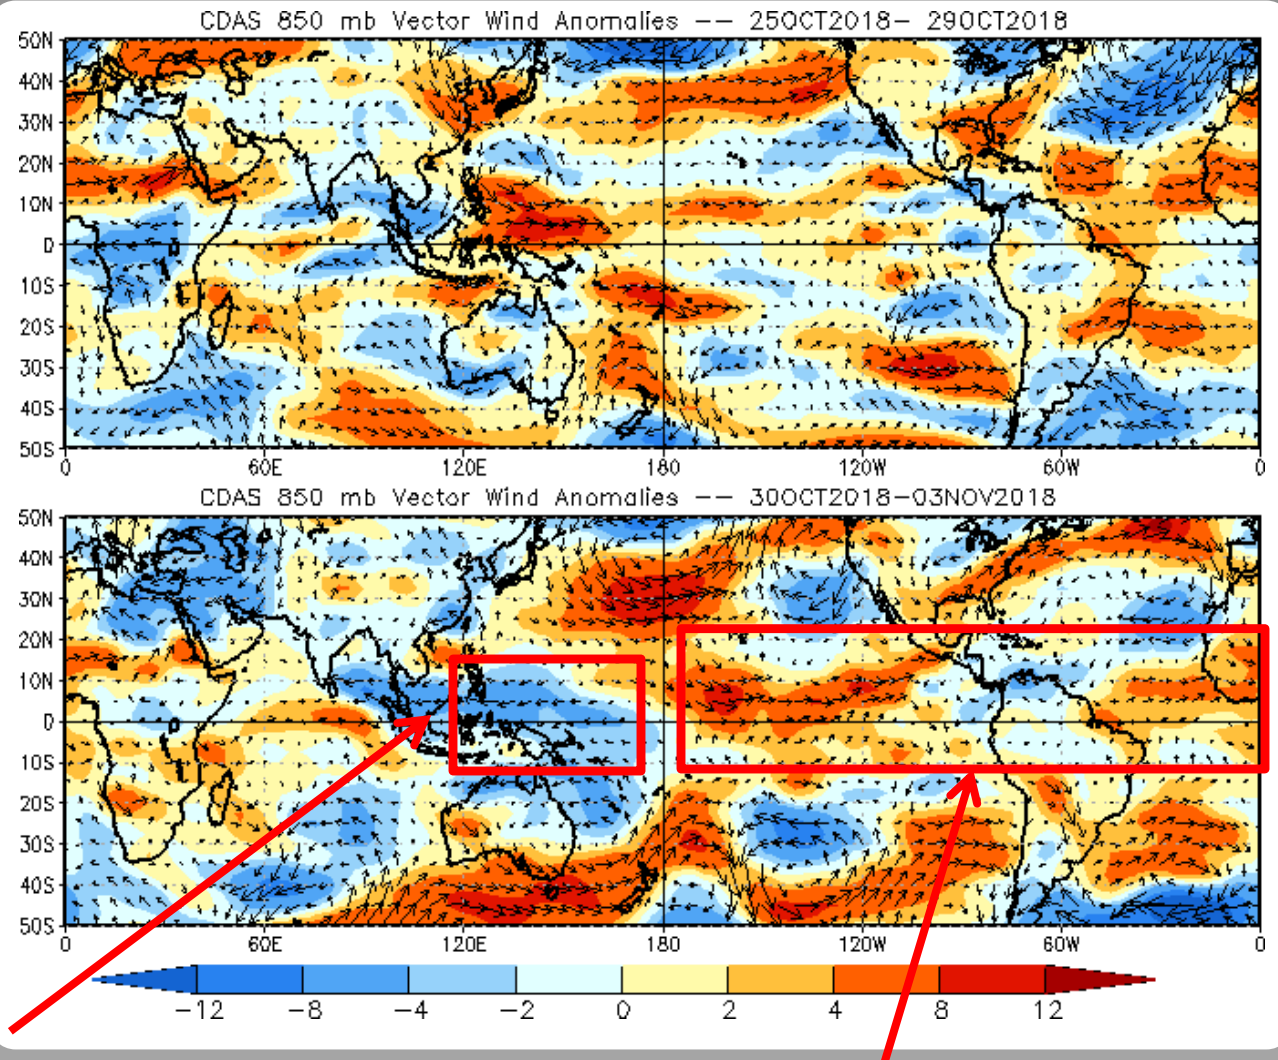 CDAS 850 mb Vector Wind Anomalies -- 25OCT2018- 29OCT2018
50N
40N
30N
20N
10N
0
10S
20S
30S
40S
50S
0 60E 120E 180 120W 60W 0
CDAS 850 mb Vector Wind Anomalies -- 30OCT2018-03NOV2018
50N
40N
30N
20N
10N
0
10S
20S
30S
40S
50S
0 60E 120E 180 120W 60W 0
-12 -8 -4 -2 0 2 4 8 12